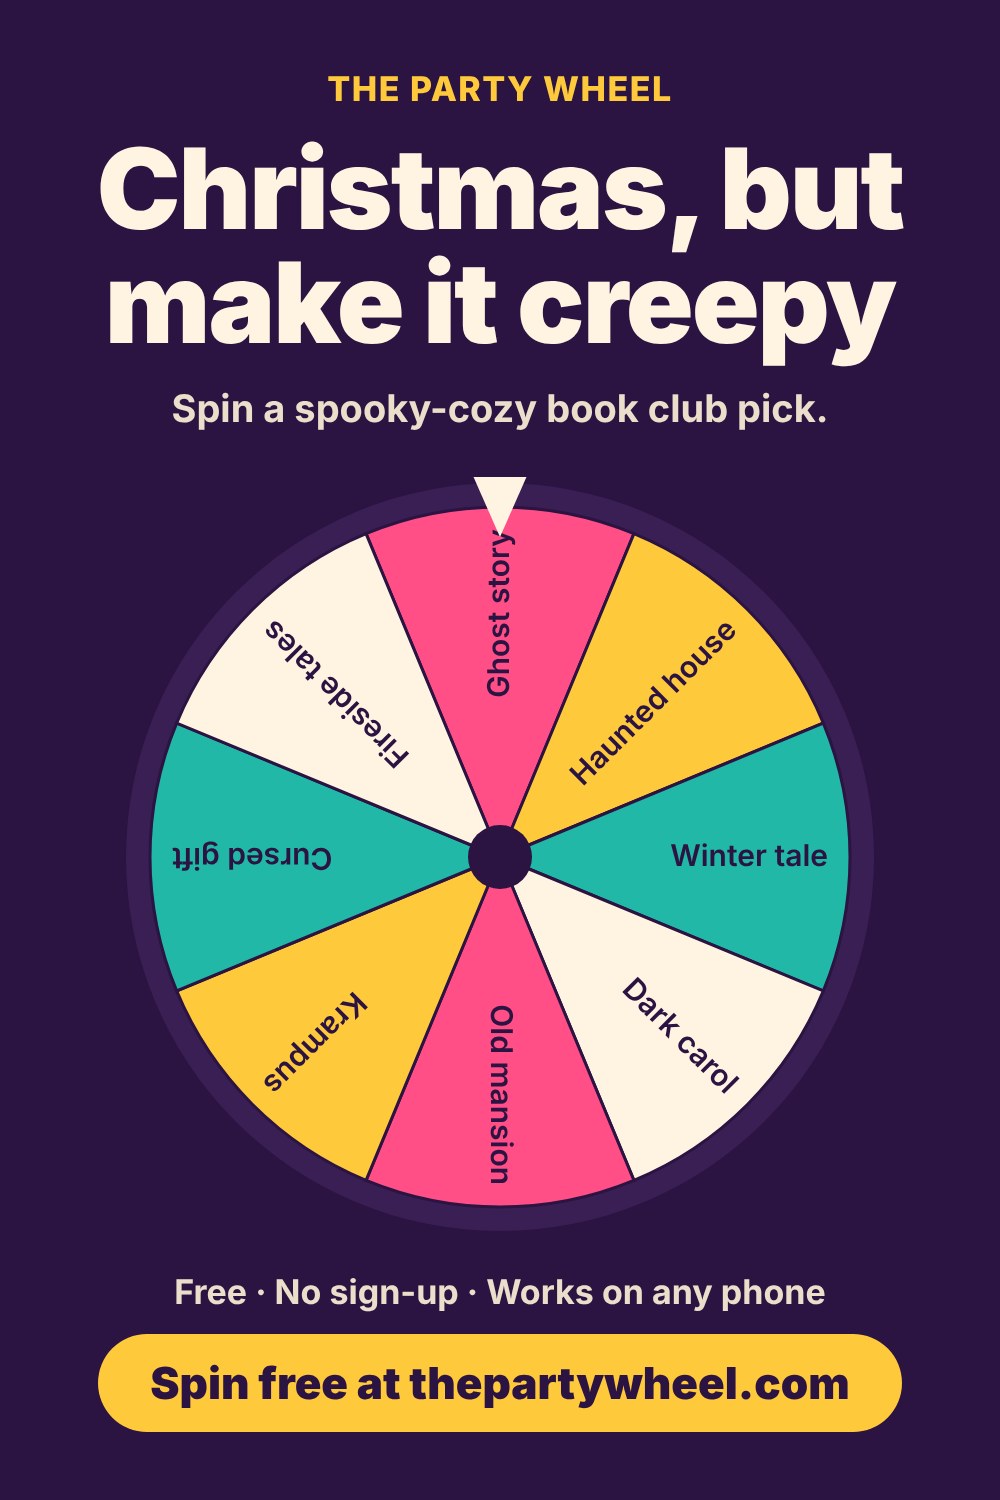 THE PARTY WHEEL
Christmas, but
make it creepy
Spin a spooky-cozy book club pick.
Ghost story
Haunted house
Winter tale
Dark carol
Old mansion
Krampus
Cursed gift
Fireside tales
Free · No sign-up · Works on any phone
Spin free at thepartywheel.com